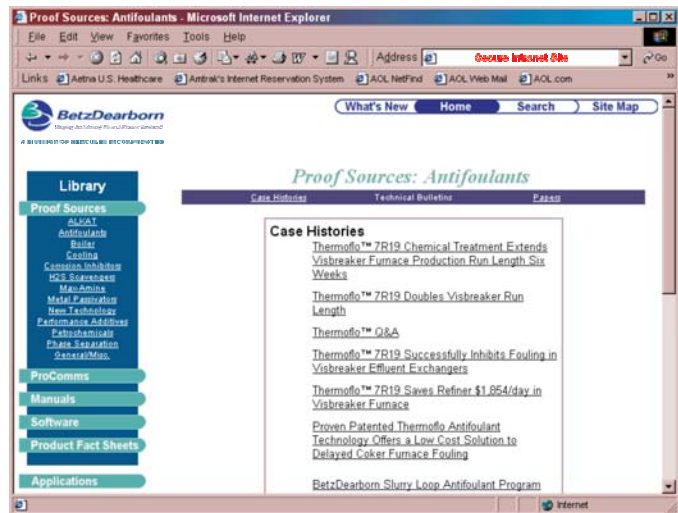 Proof Sources: Antifoulants - Microsoft Internet Explorer
File Edit View Favorites Tools Help
Address Secure Intranet Site Go
Links Aetna U.S. Healthcare Amtrak's Internet Reservation System AOL NetFind AOL Web Mail AOL.com »
BetzDearborn
What's New Home Search Site Map
A DIVISION OF HERCULES INCORPORATED
Proof Sources: Antifoulants
Case Histories Technical Bulletins Papers
Library
Proof Sources
ALKAT
Antifoulants
Boiler
Cooling
Corrosion Inhibitors
H2S Scavengers
Max-Amine
Metal Passivators
New Technology
Performance Additives
Petrochemicals
Phase Separation
General/Misc.
ProComms
Manuals
Software
Product Fact Sheets
Applications
Case Histories
Thermoflo™ 7R19 Chemical Treatment Extends
Visbreaker Furnace Production Run Length Six
Weeks
Thermoflo™ 7R19 Doubles Visbreaker Run
Length
Thermoflo™ Q&A
Thermoflo™ 7R19 Successfully Inhibits Fouling in
Visbreaker Effluent Exchangers
Thermoflo™ 7R19 Saves Refiner $1,854/day in
Visbreaker Furnace
Proven Patented Thermoflo Antifoulant
Technology Offers a Low Cost Solution to
Delayed Coker Furnace Fouling
BetzDearborn Slurry Loop Antifoulant Program
Internet